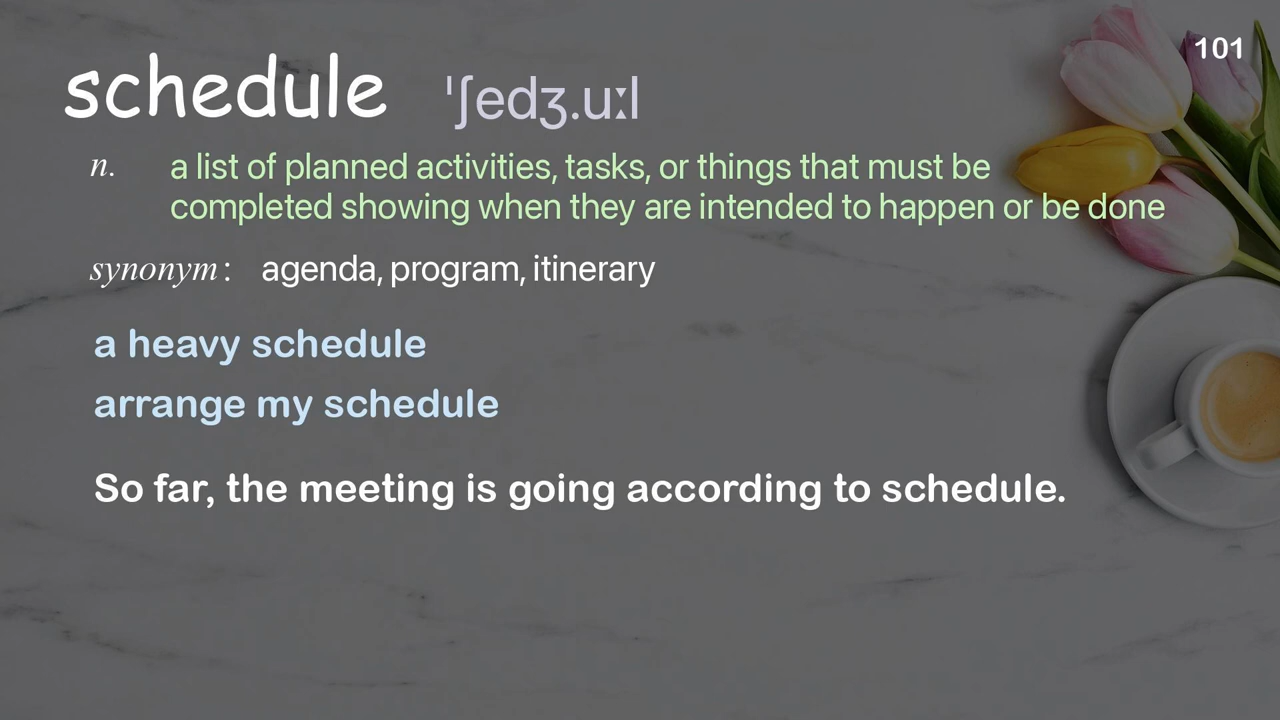 101
schedule ˈʃedʒ.uːl
n. a list of planned activities, tasks, or things that must be
completed showing when they are intended to happen or be done
synonym: agenda, program, itinerary
a heavy schedule
arrange my schedule
So far, the meeting is going according to schedule.